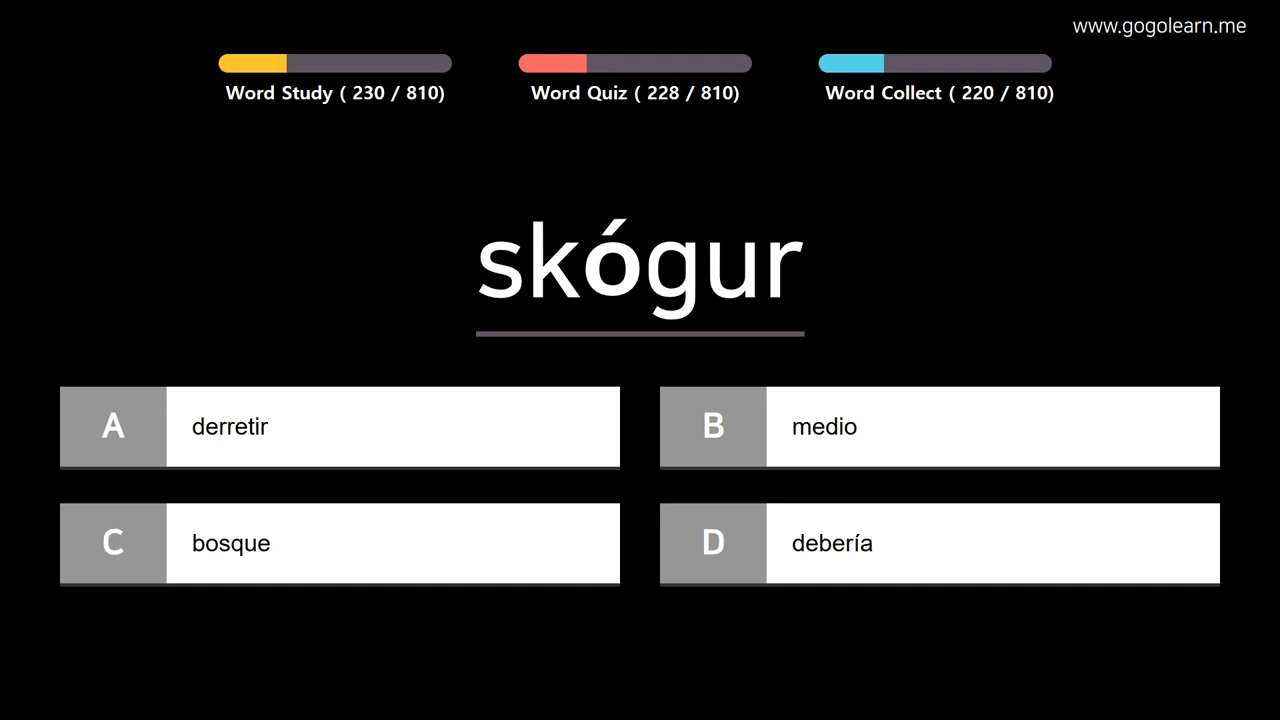 www.gogolearn.me
Word Study ( 230 / 810)
Word Quiz ( 228 / 810)
Word Collect ( 220 / 810)
skógur
A derretir
B medio
C bosque
D debería